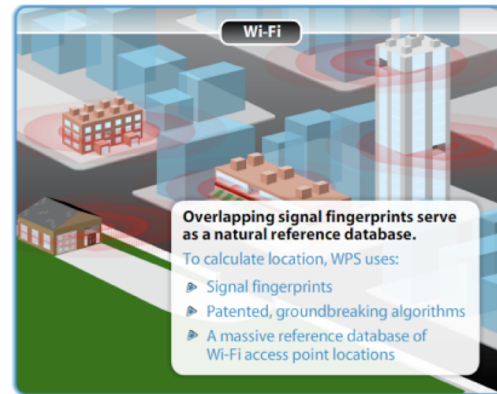 Wi-Fi
Overlapping signal fingerprints serve
as a natural reference database.
To calculate location, WPS uses:
Signal fingerprints
Patented, groundbreaking algorithms
A massive reference database of
Wi-Fi access point locations